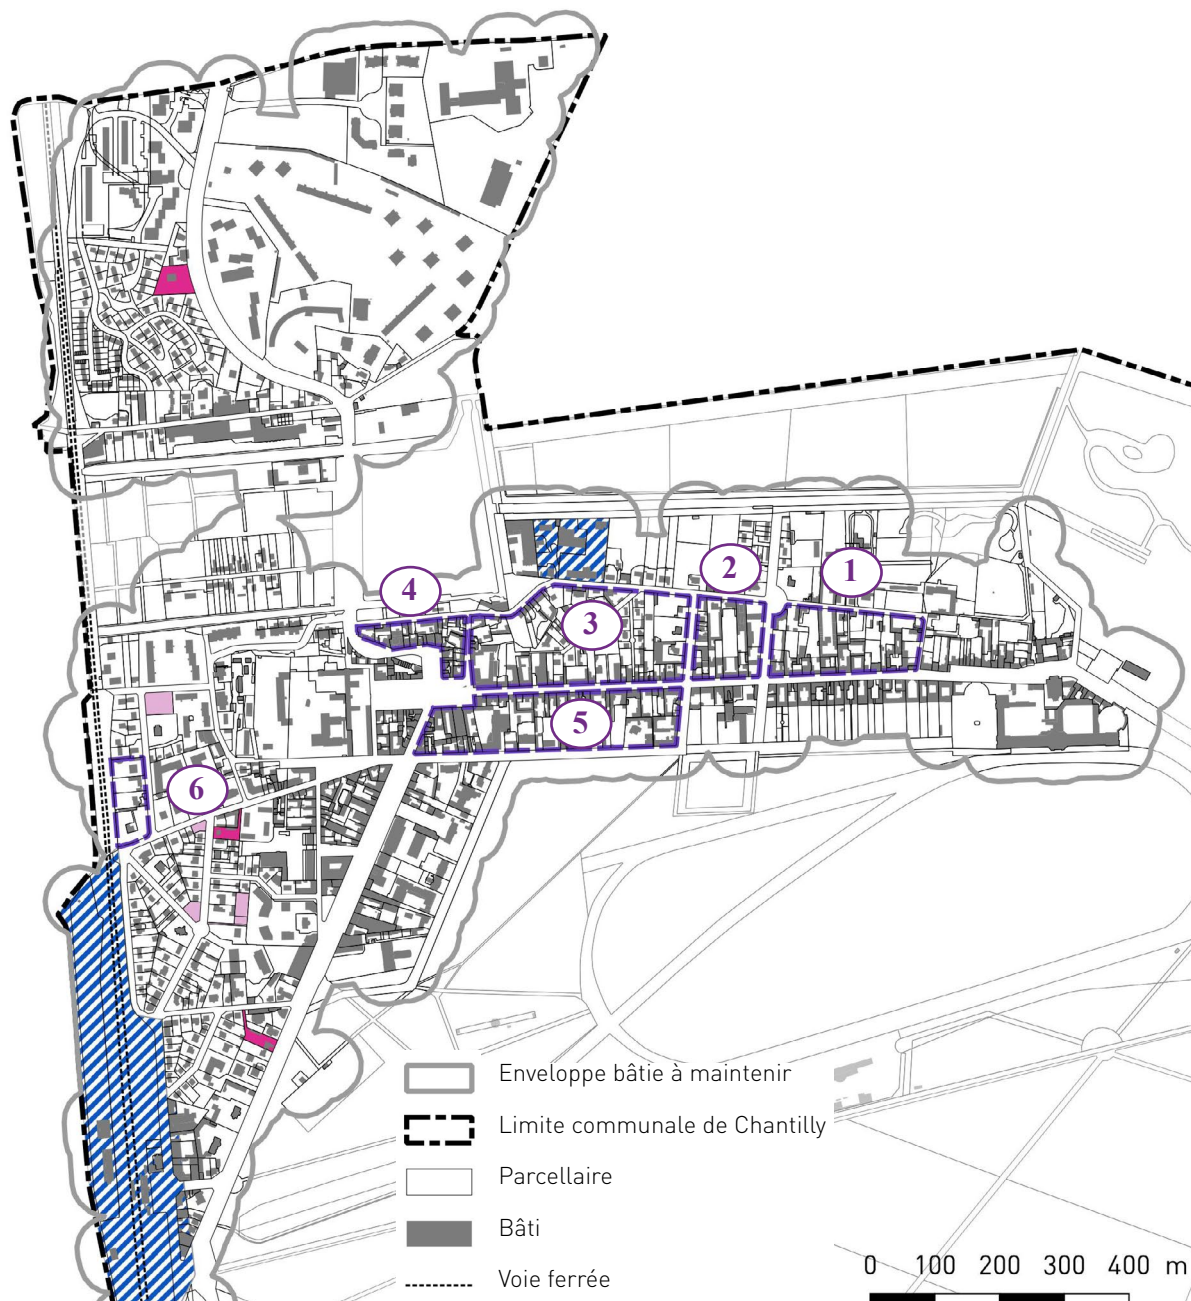 2
1
4
3
5
6
Enveloppe bâtie à maintenir
Limite communale de Chantilly
Parcellaire
Bâti
Voie ferrée
0 100 200 300 400 m